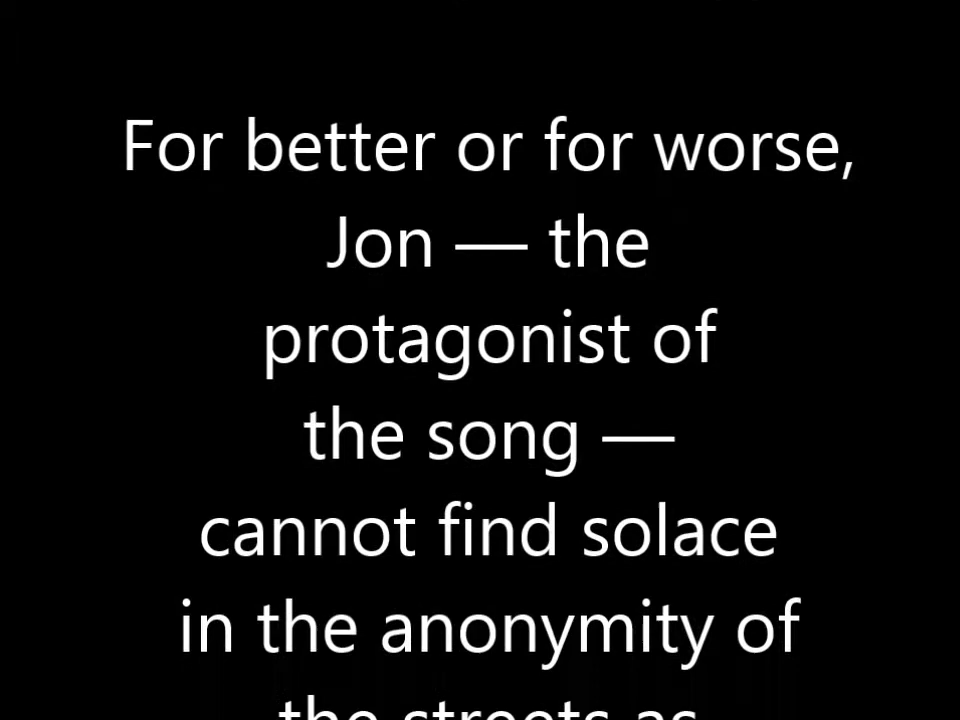 For better or for worse,
Jon — the
protagonist of
the song —
cannot find solace
in the anonymity of
the streets as